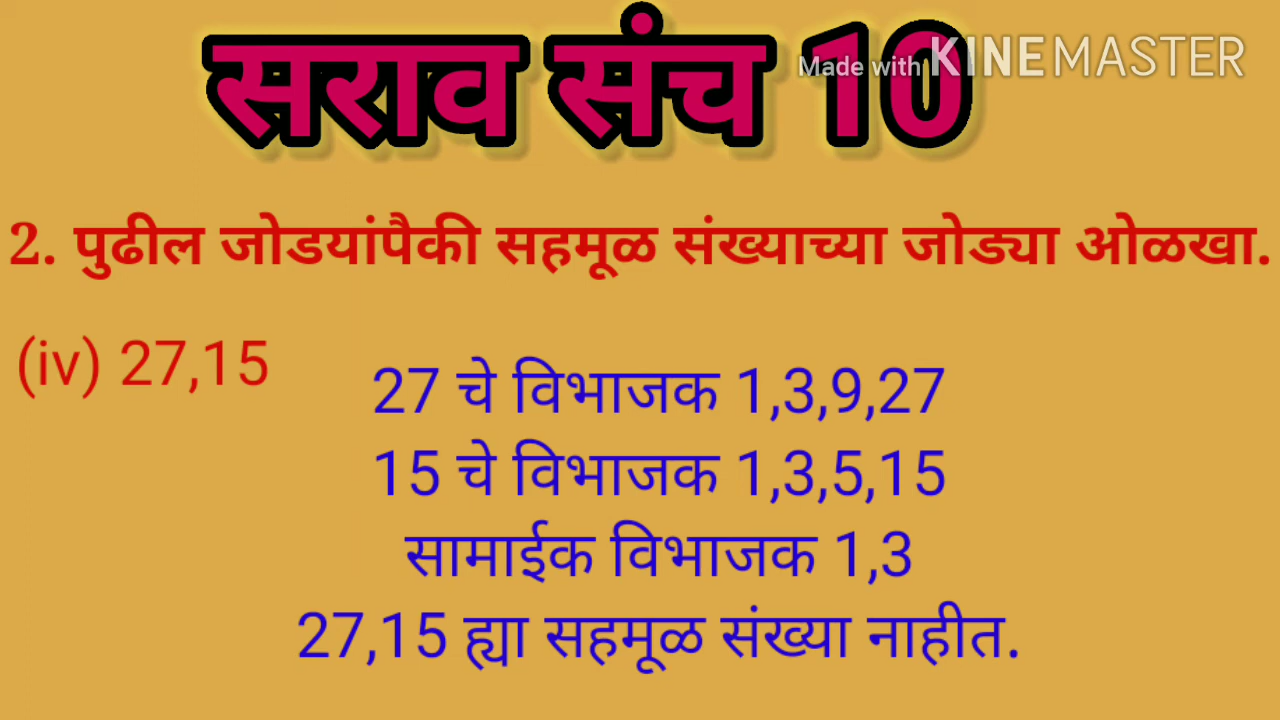 सराव संच 10
Made with KINEMASTER
2. पुढील जोडयांपैकी सहमूळ संख्याच्या जोड्या ओळखा.
(iv) 27,15
27 चे विभाजक 1,3,9,27
15 चे विभाजक 1,3,5,15
सामाईक विभाजक 1,3
27,15 ह्या सहमूळ संख्या नाहीत.